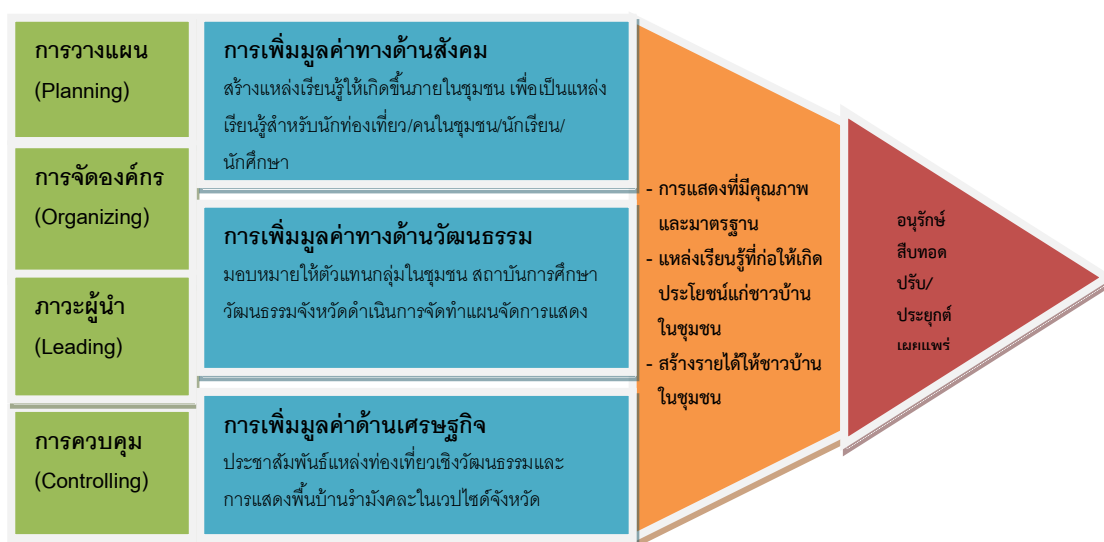 การวางแผน
(Planning)
การจัดองค์กร
(Organizing)
ภาวะผู้นำ
(Leading)
การควบคุม
(Controlling)
การเพิ่มมูลค่าทางด้านสังคม
สร้างแหล่งเรียนรู้ให้เกิดขึ้นภายในชุมชน เพื่อเป็นแหล่ง
เรียนรู้สำหรับนักท่องเที่ยว/คนในชุมชน/นักเรียน/
นักศึกษา
การเพิ่มมูลค่าทางด้านวัฒนธรรม
มอบหมายให้ตัวแทนกลุ่มในชุมชน สถาบันการศึกษา
วัฒนธรรมจังหวัดดำเนินการจัดทำแผนจัดการแสดง
การเพิ่มมูลค่าด้านเศรษฐกิจ
ประชาสัมพันธ์แหล่งท่องเที่ยวเชิงวัฒนธรรมและ
การแสดงพื้นบ้านรำมังคละในเวปไซด์จังหวัด
- การแสดงที่มีคุณภาพ
และมาตรฐาน
- แหล่งเรียนรู้ที่ก่อให้เกิด
ประโยชน์แก่ชาวบ้าน
ในชุมชน
- สร้างรายได้ให้ชาวบ้าน
ในชุมชน
อนุรักษ์
สืบทอด
ปรับ/
ประยุกต์
เผยแพร่